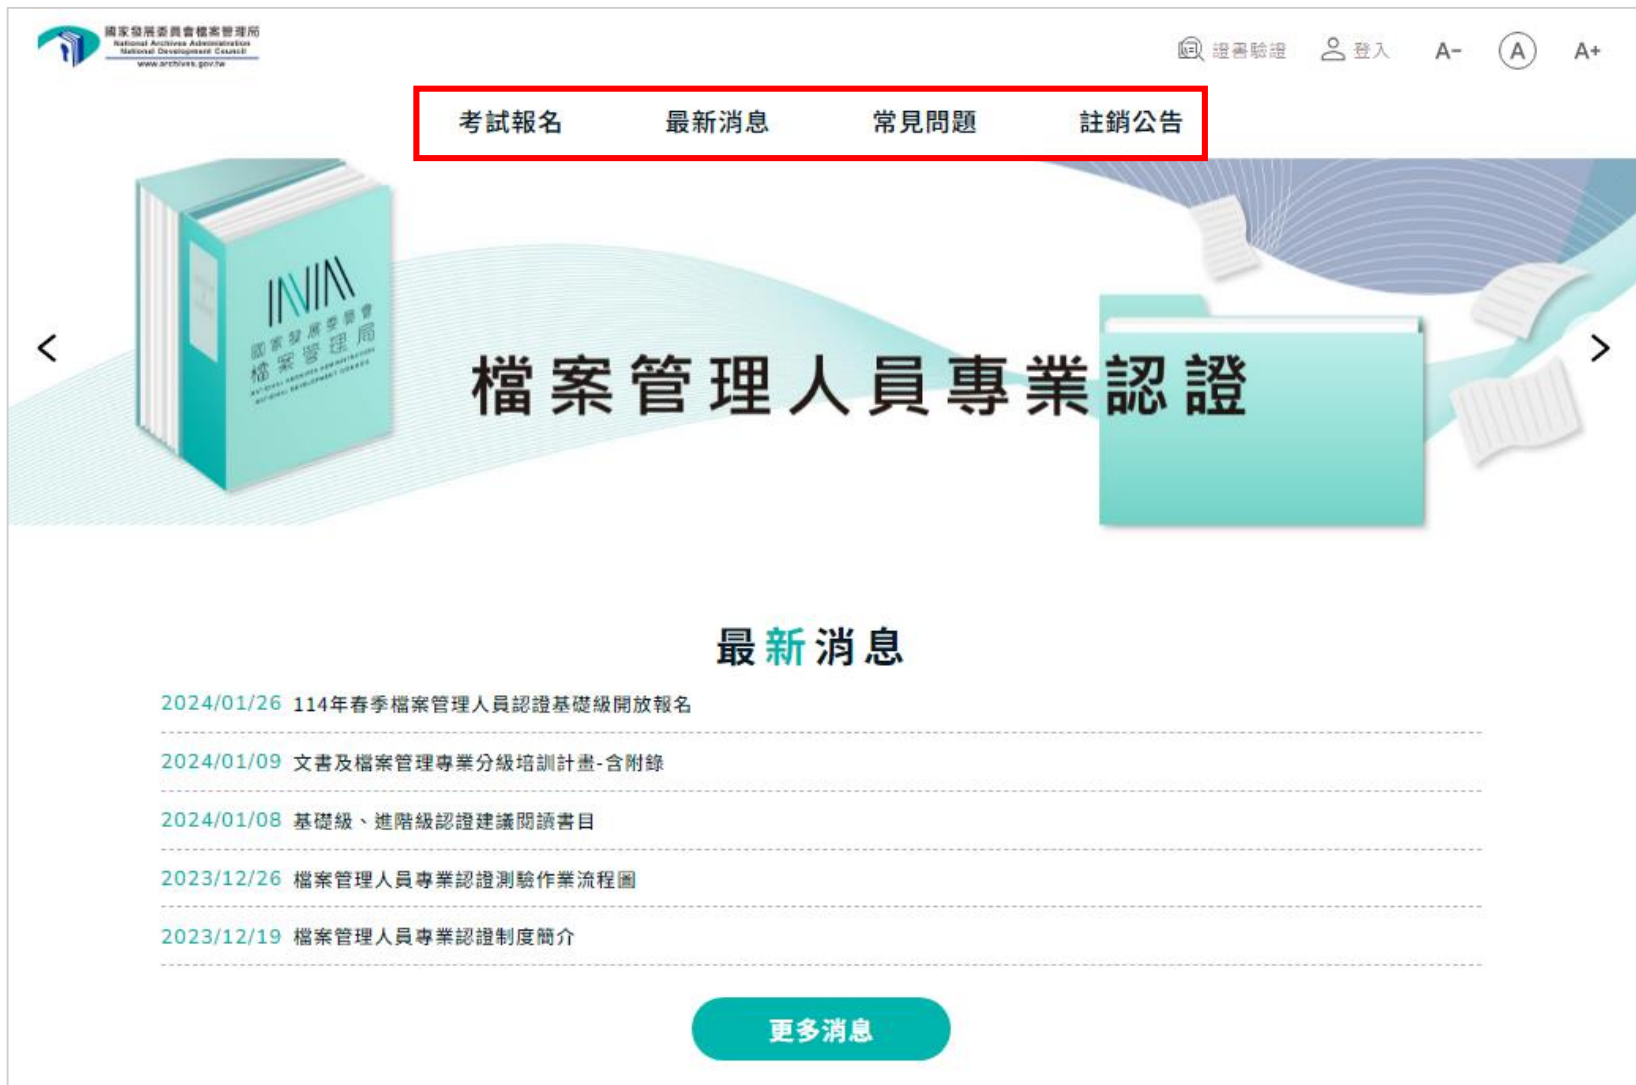 國家發展委員會檔案管理局
National Archives Administration
National Development Council
www.archives.gov.tw
證書驗證 登入 A- A A+
考試報名 最新消息 常見問題 註銷公告
國家發展委員會
檔案管理局
NATIONAL ARCHIVES ADMINISTRATION
NATIONAL DEVELOPMENT COUNCIL
檔案管理人員專業認證
最新消息
2024/01/26 114年春季檔案管理人員認證基礎級開放報名
2024/01/09 文書及檔案管理專業分級培訓計畫-含附錄
2024/01/08 基礎級、進階級認證建議閱讀書目
2023/12/26 檔案管理人員專業認證測驗作業流程圖
2023/12/19 檔案管理人員專業認證制度簡介
更多消息